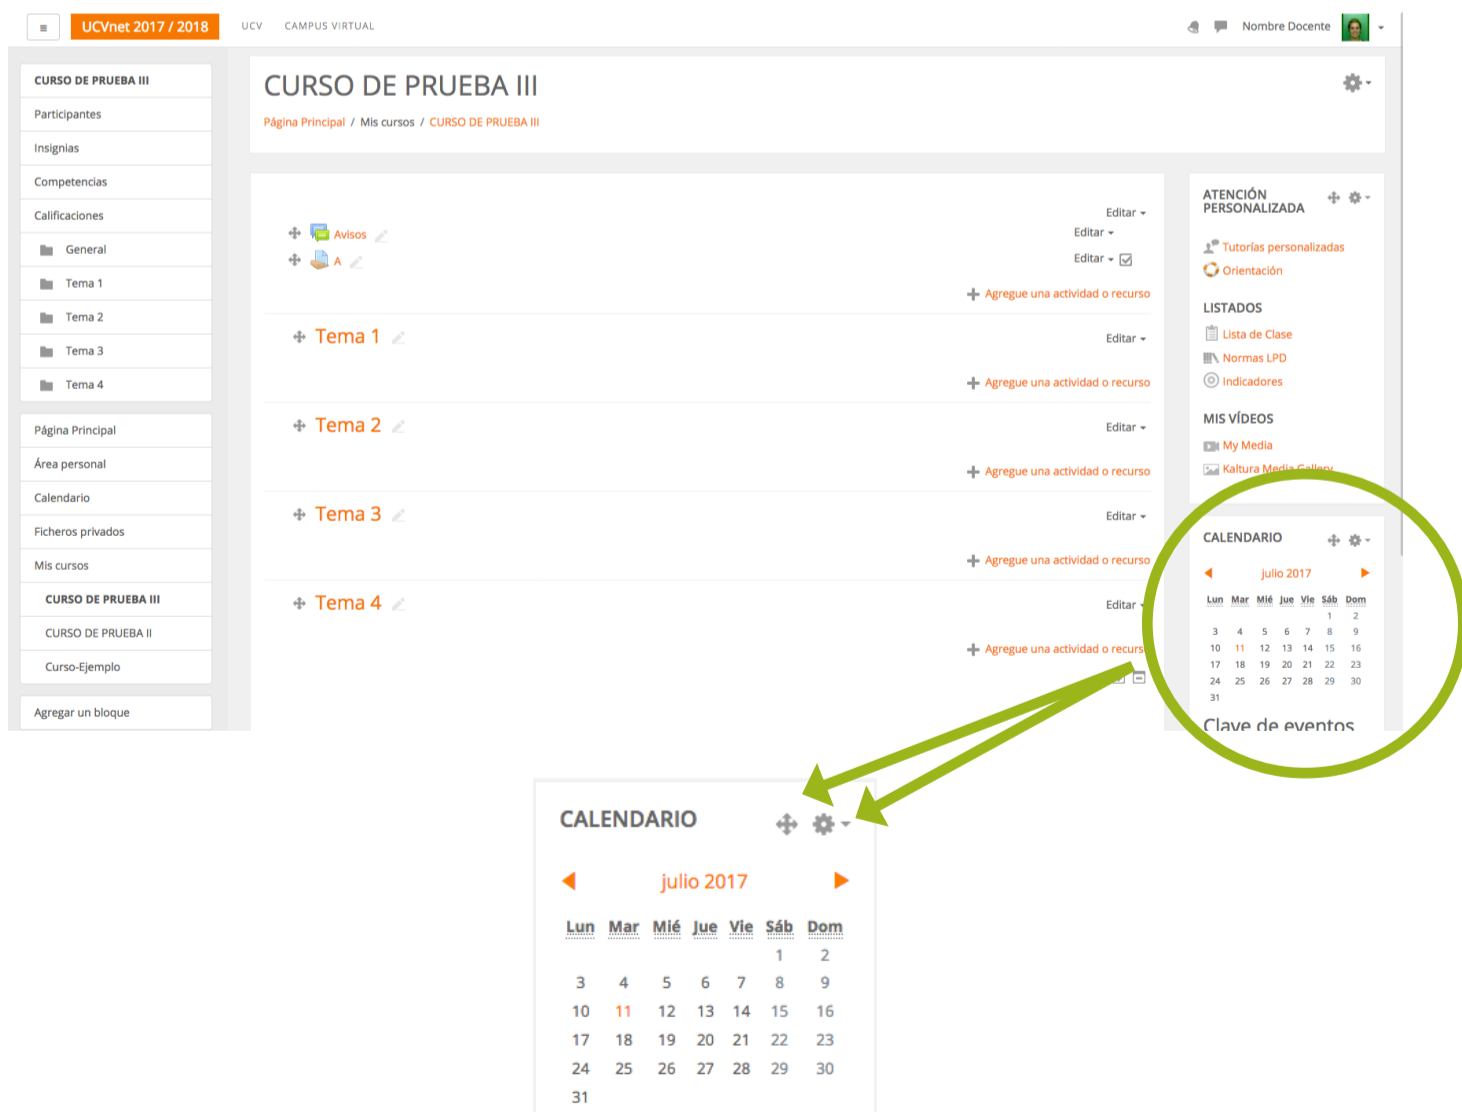 UCVnet 2017 / 2018
UCV
CAMPUS VIRTUAL
Nombre Docente
CURSO DE PRUEBA III
Participantes
Insignias
Competencias
Calificaciones
General
Tema 1
Tema 2
Tema 3
Tema 4
Página Principal
Área personal
Calendario
Ficheros privados
Mis cursos
CURSO DE PRUEBA III
CURSO DE PRUEBA II
Curso-Ejemplo
Agregar un bloque
CURSO DE PRUEBA III
Página Principal / Mis cursos / CURSO DE PRUEBA III
Editar
Avisos
Editar
A
Editar
Agregue una actividad o recurso
Tema 1
Editar
Agregue una actividad o recurso
Tema 2
Editar
Agregue una actividad o recurso
Tema 3
Editar
Agregue una actividad o recurso
Tema 4
Editar
Agregue una actividad o recurso
ATENCIÓN
PERSONALIZADA
Tutorías personalizadas
Orientación
LISTADOS
Lista de Clase
Normas LPD
Indicadores
MIS VÍDEOS
My Media
Kaltura Media Gallery
CALENDARIO
julio 2017
Lun Mar Mié Jue Vie Sáb Dom
1 2
3 4 5 6 7 8 9
10 11 12 13 14 15 16
17 18 19 20 21 22 23
24 25 26 27 28 29 30
31
Clave de eventos
CALENDARIO
julio 2017
Lun Mar Mié Jue Vie Sáb Dom
1 2
3 4 5 6 7 8 9
10 11 12 13 14 15 16
17 18 19 20 21 22 23
24 25 26 27 28 29 30
31